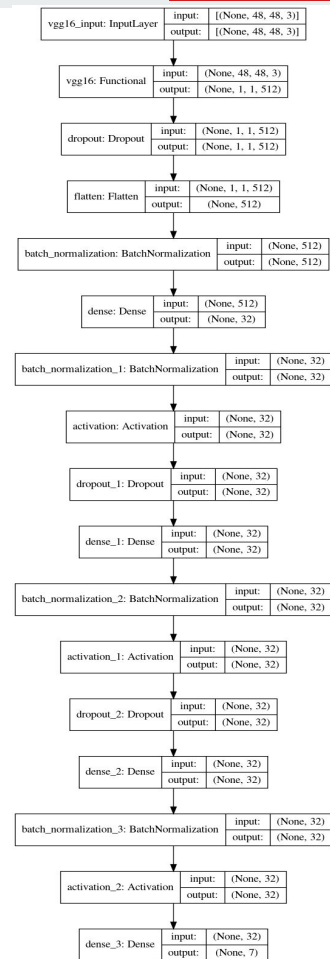 vgg16_input: InputLayer input: [(None, 48, 48, 3)]
output: [(None, 48, 48, 3)]
vgg16: Functional input: (None, 48, 48, 3)
output: (None, 1, 1, 512)
dropout: Dropout input: (None, 1, 1, 512)
output: (None, 1, 1, 512)
flatten: Flatten input: (None, 1, 1, 512)
output: (None, 512)
batch_normalization: BatchNormalization input: (None, 512)
output: (None, 512)
dense: Dense input: (None, 512)
output: (None, 32)
batch_normalization_1: BatchNormalization input: (None, 32)
output: (None, 32)
activation: Activation input: (None, 32)
output: (None, 32)
dropout_1: Dropout input: (None, 32)
output: (None, 32)
dense_1: Dense input: (None, 32)
output: (None, 32)
batch_normalization_2: BatchNormalization input: (None, 32)
output: (None, 32)
activation_1: Activation input: (None, 32)
output: (None, 32)
dropout_2: Dropout input: (None, 32)
output: (None, 32)
dense_2: Dense input: (None, 32)
output: (None, 32)
batch_normalization_3: BatchNormalization input: (None, 32)
output: (None, 32)
activation_2: Activation input: (None, 32)
output: (None, 32)
dense_3: Dense input: (None, 32)
output: (None, 7)